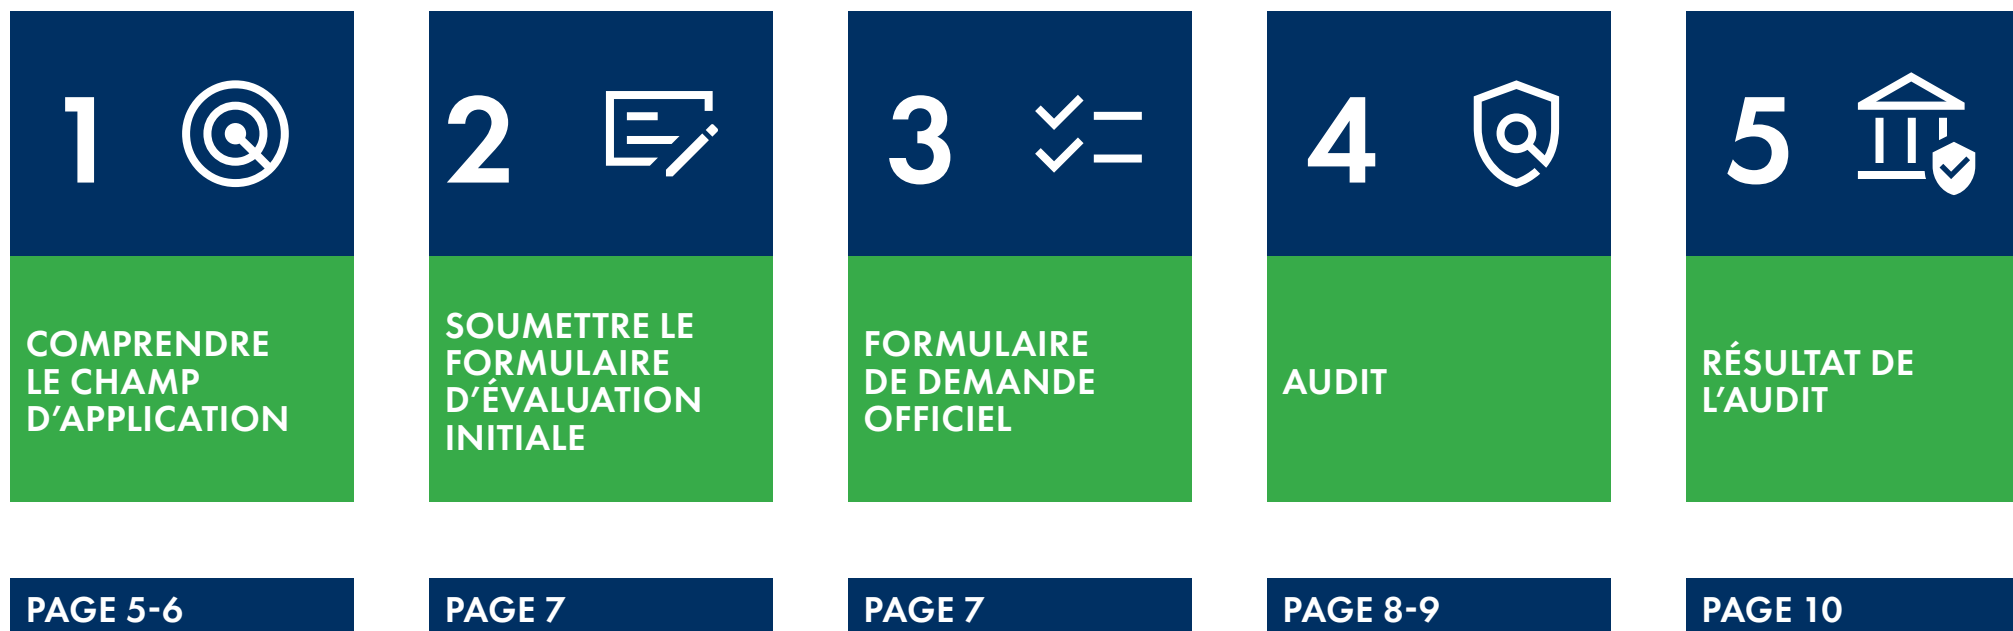 1
COMPRENDRE
LE CHAMP
D’APPLICATION
PAGE 5-6
2
SOUMETTRE LE
FORMULAIRE
D’ÉVALUATION
INITIALE
PAGE 7
3
FORMULAIRE
DE DEMANDE
OFFICIEL
PAGE 7
4
AUDIT
PAGE 8-9
5
RÉSULTAT DE
L’AUDIT
PAGE 10